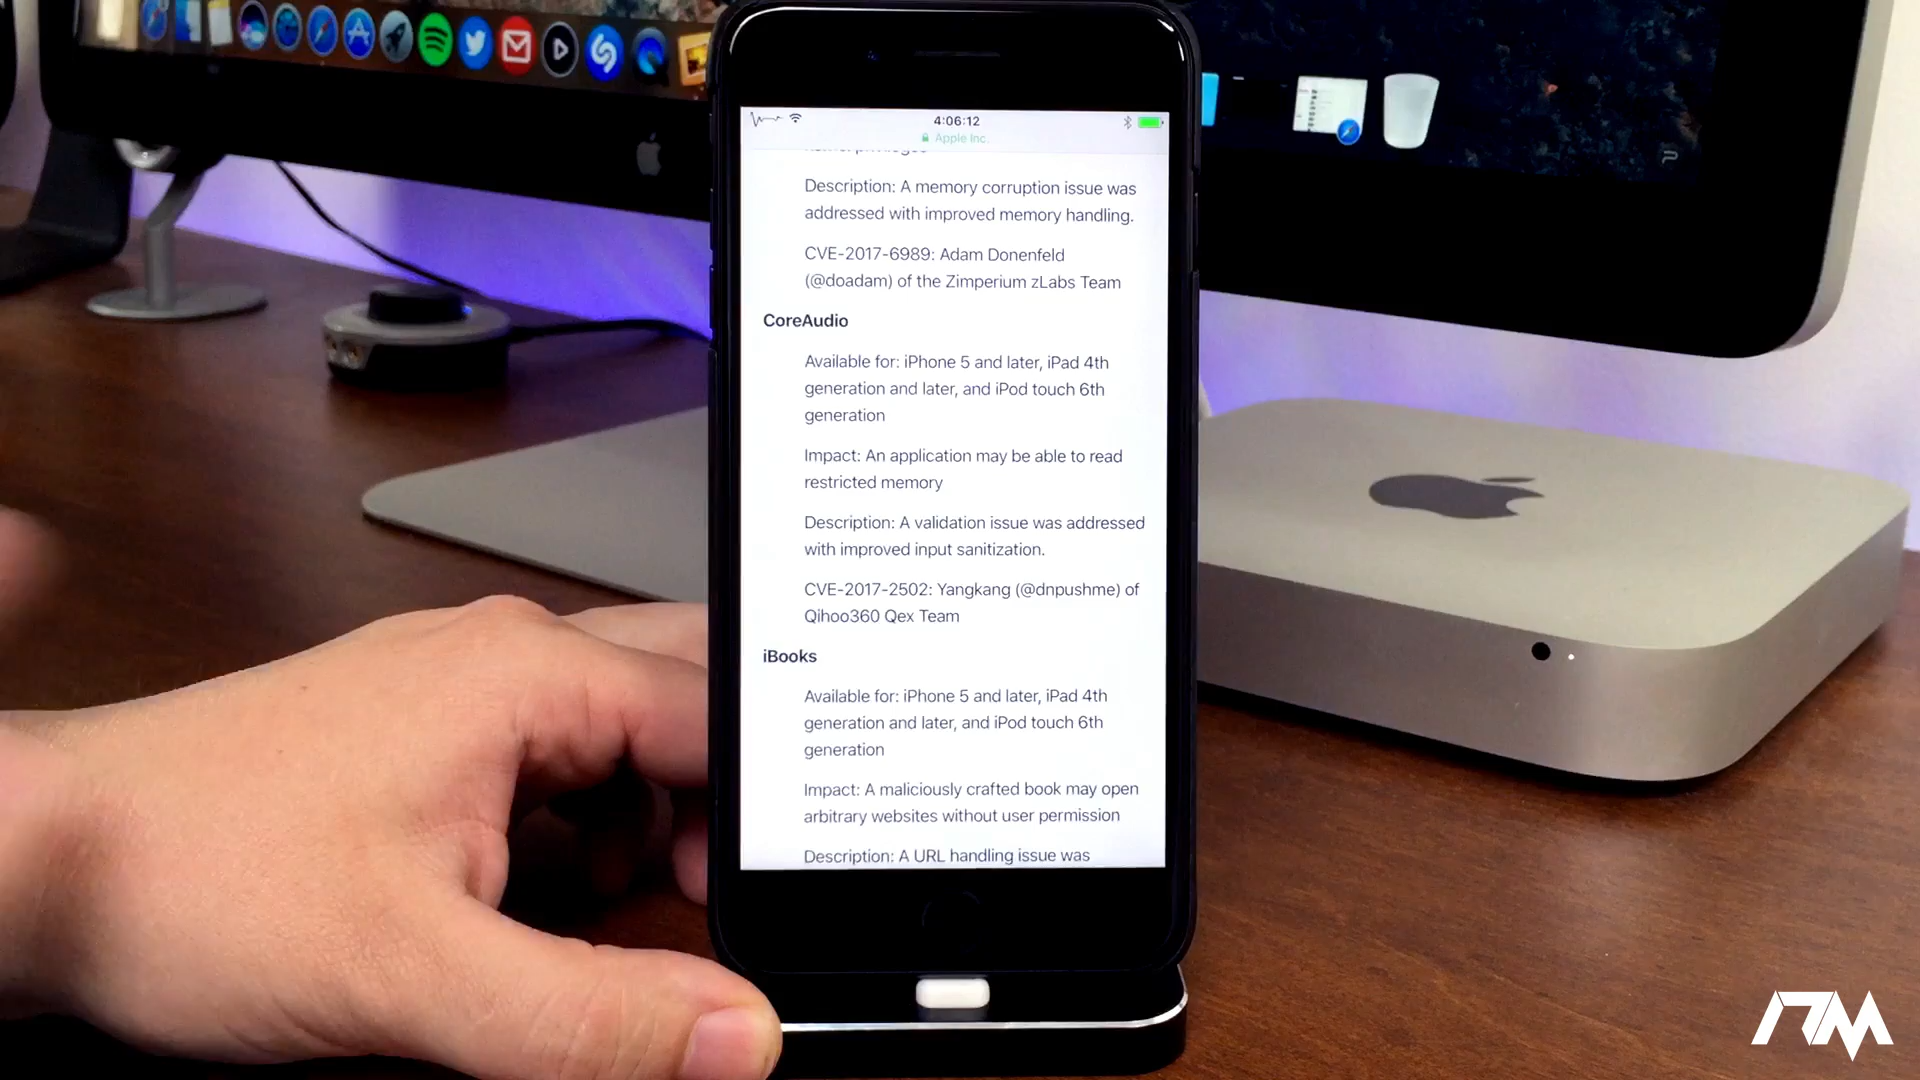 4:06:12
Apple Inc.
Description: A memory corruption issue was
addressed with improved memory handling.
CVE-2017-6989: Adam Donenfeld
(@doadam) of the Zimperium zLabs Team
CoreAudio
Available for: iPhone 5 and later, iPad 4th
generation and later, and iPod touch 6th
generation
Impact: An application may be able to read
restricted memory
Description: A validation issue was addressed
with improved input sanitization.
CVE-2017-2502: Yangkang (@dnpushme) of
Qihoo360 Qex Team
iBooks
Available for: iPhone 5 and later, iPad 4th
generation and later, and iPod touch 6th
generation
Impact: A maliciously crafted book may open
arbitrary websites without user permission
Description: A URL handling issue was